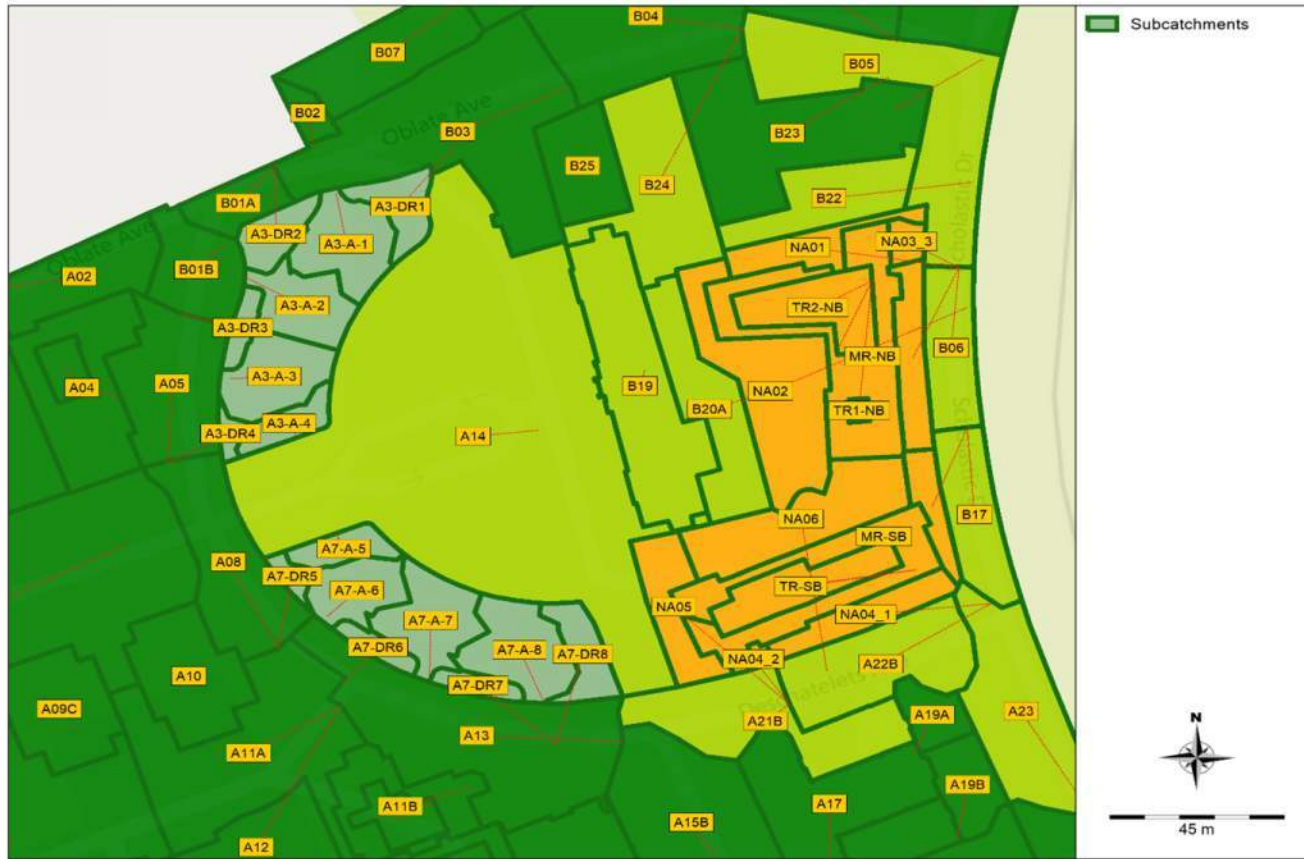 Subcatchments
B04
B07
B05
B02
Oblate Ave
B03
B23
B25
B24
B22
B01A
A3-DR1
A3-DR2
A3-A-1
NA01
NA03_3
Oblate Ave
A02
B01B
A3-A-2
TR2-NB
A3-DR3
MR-NB
B06
A3-A-3
A04
A05
B19
NA02
B20A
TR1-NB
A3-A-4
A3-DR4
A14
B17
NA06
MR-SB
A7-A-5
A08
A7-DR5
A7-A-6
TR-SB
NA05
NA04_1
A7-A-7
A7-DR6
A7-A-8
A7-DR8
NA04_2
A22B
A10
A7-DR7
A09C
A21B
A19A
A23
A13
A11A
N
A19B
A11B
A17
A15B
45 m
A12